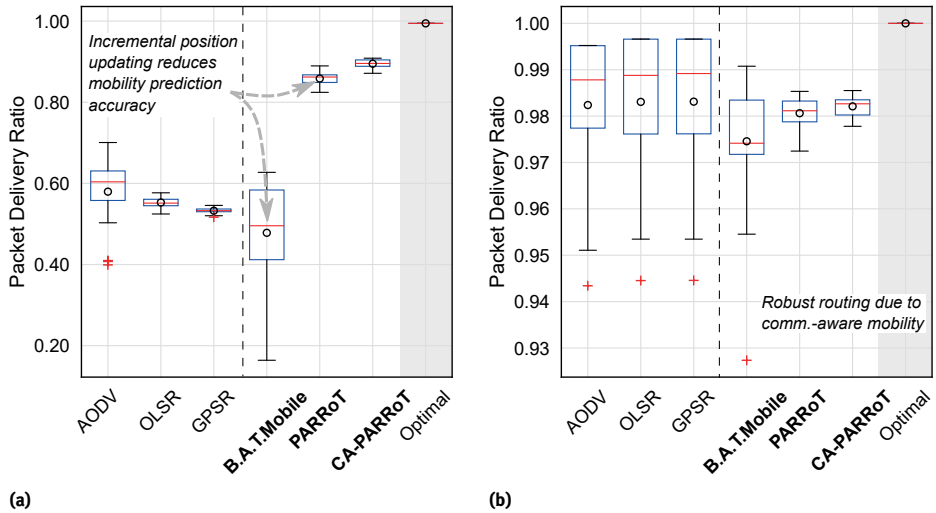 Packet Delivery Ratio
1.00
0.80
0.60
0.40
0.20
Incremental position
updating reduces
mobility prediction
accuracy
AODV
OLSR
GPSR
B.A.T.Mobile
PARRoT
CA-PARRoT
Optimal
(a)
Packet Delivery Ratio
1.00
0.99
0.98
0.97
0.96
0.95
0.94
0.93
Robust routing due to
comm.-aware mobility
AODV
OLSR
GPSR
B.A.T.Mobile
PARRoT
CA-PARRoT
Optimal
(b)